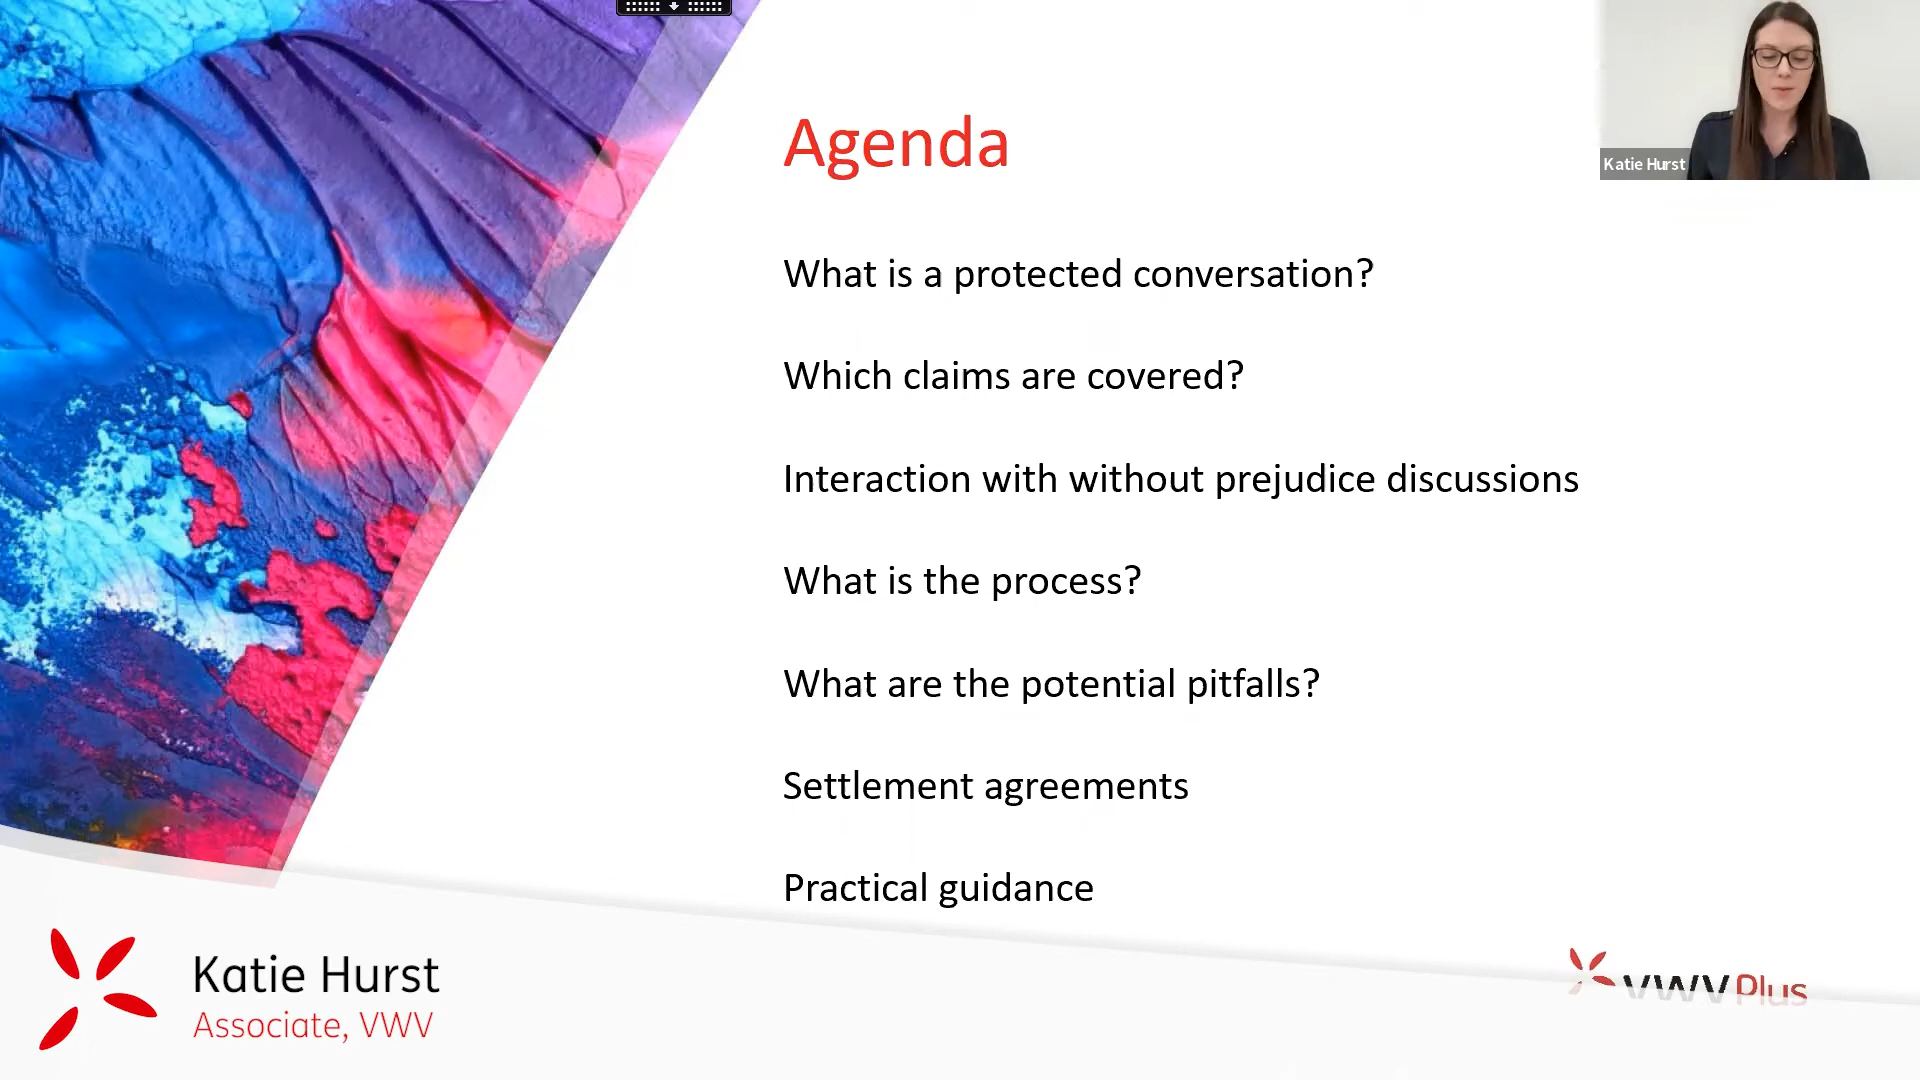 Agenda
Katie Hurst
What is a protected conversation?
Which claims are covered?
Interaction with without prejudice discussions
What is the process?
What are the potential pitfalls?
Settlement agreements
Practical guidance
Katie Hurst
Associate, VWV
VWV Plus